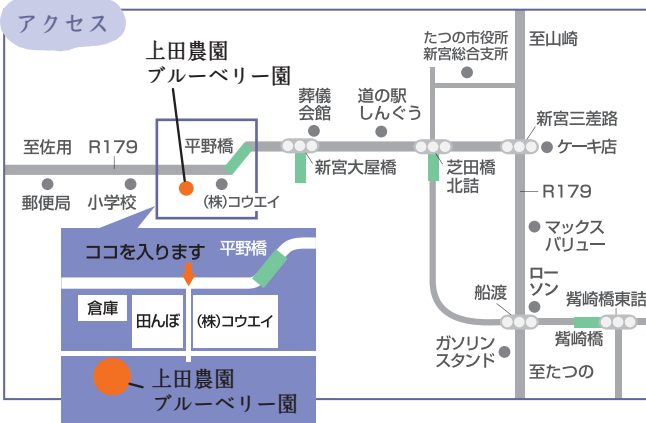 アクセス
上田農園
ブルーベリー園
たつの市役所
新宮総合支所
至山崎
葬儀
会館
道の駅
しんぐう
新宮三差路
ケーキ店
至佐用
R179
平野橋
新宮大屋橋
芝田橋
北詰
郵便局
小学校
(株)コウエイ
R179
マックス
バリュー
ココを入ります
平野橋
倉庫
田んぼ
(株)コウエイ
上田農園
ブルーベリー園
船渡
ロー
ソン
觜崎橋東詰
觜崎橋
ガソリン
スタンド
至たつの